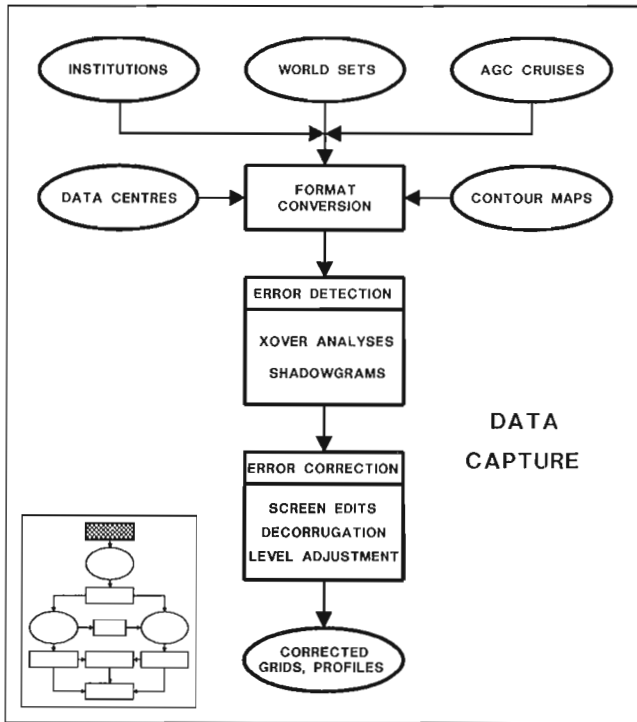 INSTITUTIONS
WORLD SETS
AGC CRUISES
DATA CENTRES
FORMAT
CONVERSION
CONTOUR MAPS
ERROR DETECTION
XOVER ANALYSES
SHADOWGRAMS
DATA
CAPTURE
ERROR CORRECTION
SCREEN EDITS
DECORRUGATION
LEVEL ADJUSTMENT
CORRECTED
GRIDS, PROFILES